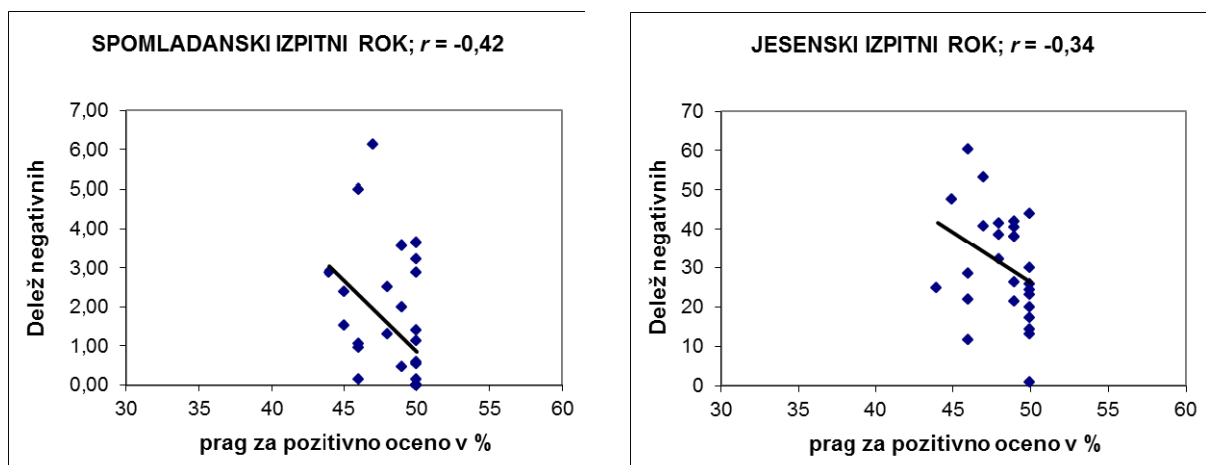 SPOMLADANSKI IZPITNI ROK; r = -0,42
7,00
6,00
5,00
4,00
3,00
2,00
1,00
0,00
Delež negativnih
30 35 40 45 50 55 60
prag za pozitivno oceno v %
JESENSKI IZPITNI ROK; r = -0,34
70
60
50
40
30
20
10
0
Delež negativnih
30 35 40 45 50 55 60
prag za pozitivno oceno v %